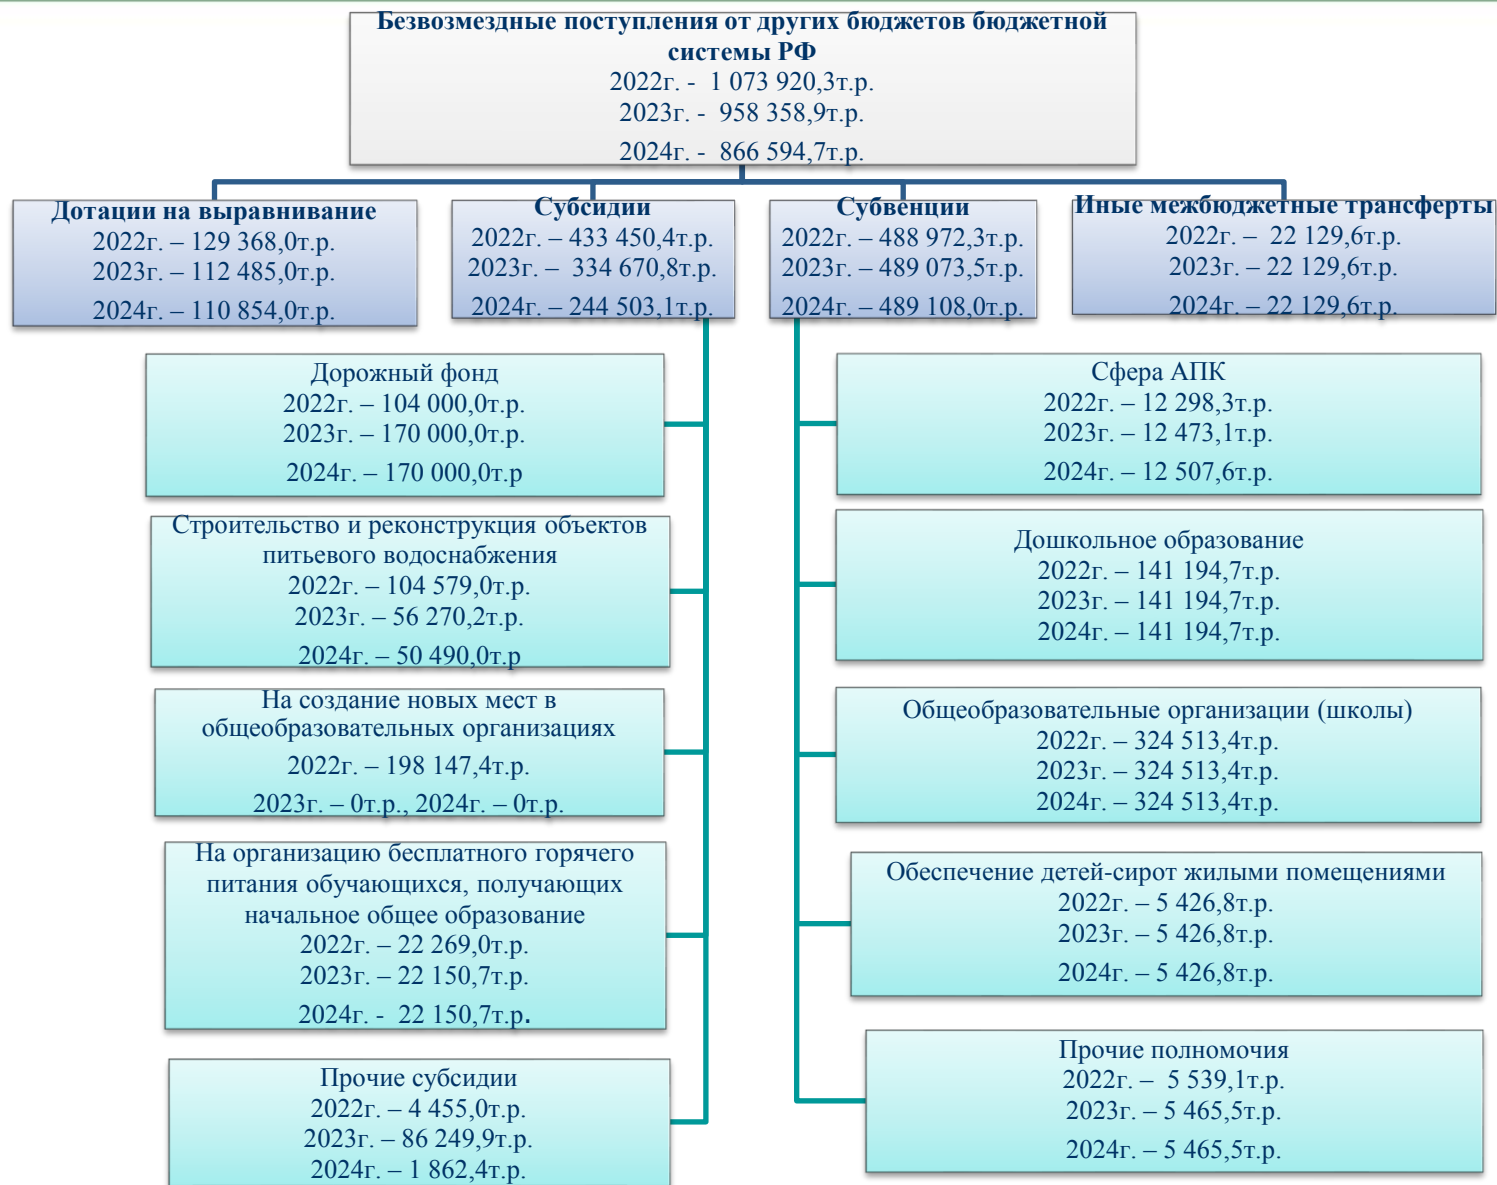 Безвозмездные поступления от других бюджетов бюджетной
системы РФ
2022г. - 1 073 920,3т.р.
2023г. - 958 358,9т.р.
2024г. - 866 594,7т.р.
Дотации на выравнивание
2022г. – 129 368,0т.р.
2023г. – 112 485,0т.р.
2024г. – 110 854,0т.р.
Субсидии
2022г. – 433 450,4т.р.
2023г. – 334 670,8т.р.
2024г. – 244 503,1т.р.
Субвенции
2022г. – 488 972,3т.р.
2023г. – 489 073,5т.р.
2024г. – 489 108,0т.р.
Иные межбюджетные трансферты
2022г. – 22 129,6т.р.
2023г. – 22 129,6т.р.
2024г. – 22 129,6т.р.
Дорожный фонд
2022г. – 104 000,0т.р.
2023г. – 170 000,0т.р.
2024г. – 170 000,0т.р
Строительство и реконструкция объектов
питьевого водоснабжения
2022г. – 104 579,0т.р.
2023г. – 56 270,2т.р.
2024г. – 50 490,0т.р
На создание новых мест в
общеобразовательных организациях
2022г. – 198 147,4т.р.
2023г. – 0т.р., 2024г. – 0т.р.
На организацию бесплатного горячего
питания обучающихся, получающих
начальное общее образование
2022г. – 22 269,0т.р.
2023г. – 22 150,7т.р.
2024г. - 22 150,7т.р.
Прочие субсидии
2022г. – 4 455,0т.р.
2023г. – 86 249,9т.р.
2024г. – 1 862,4т.р.
Сфера АПК
2022г. – 12 298,3т.р.
2023г. – 12 473,1т.р.
2024г. – 12 507,6т.р.
Дошкольное образование
2022г. – 141 194,7т.р.
2023г. – 141 194,7т.р.
2024г. – 141 194,7т.р.
Общеобразовательные организации (школы)
2022г. – 324 513,4т.р.
2023г. – 324 513,4т.р.
2024г. – 324 513,4т.р.
Обеспечение детей-сирот жилыми помещениями
2022г. – 5 426,8т.р.
2023г. – 5 426,8т.р.
2024г. – 5 426,8т.р.
Прочие полномочия
2022г. – 5 539,1т.р.
2023г. – 5 465,5т.р.
2024г. – 5 465,5т.р.